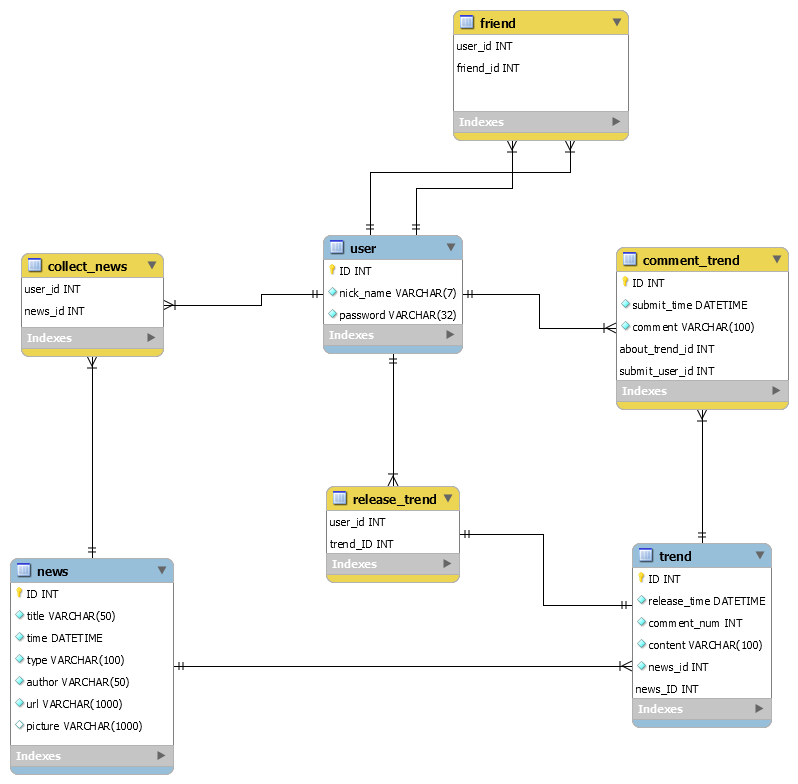 friend
user_id INT
friend_id INT
Indexes
user
ID INT
nick_name VARCHAR(7)
password VARCHAR(32)
Indexes
collect_news
user_id INT
news_id INT
Indexes
comment_trend
ID INT
submit_time DATETIME
comment VARCHAR(100)
about_trend_id INT
submit_user_id INT
Indexes
release_trend
user_id INT
trend_ID INT
Indexes
news
ID INT
title VARCHAR(50)
time DATETIME
type VARCHAR(100)
author VARCHAR(50)
url VARCHAR(1000)
picture VARCHAR(1000)
Indexes
trend
ID INT
release_time DATETIME
comment_num INT
content VARCHAR(100)
news_id INT
news_ID INT
Indexes